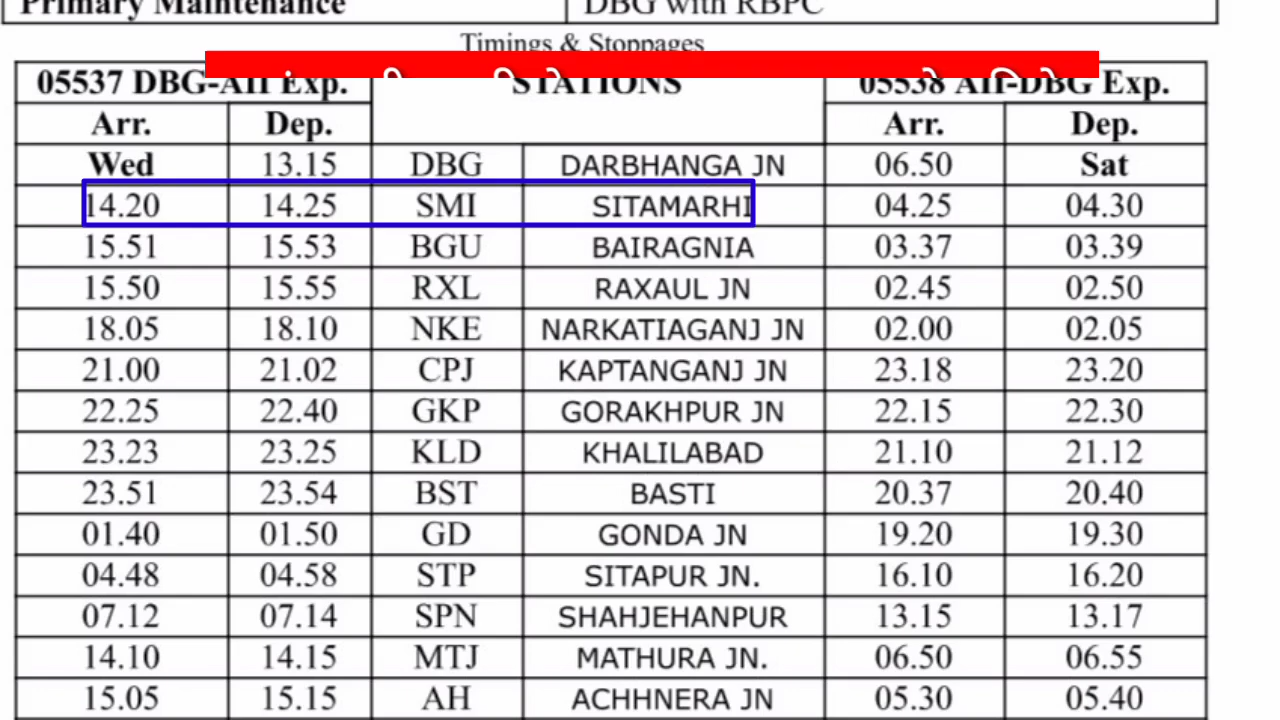 Primary Maintenance DBG with RBPC
Timings & Stoppages
05537 DBG-AII Exp. STATIONS 05538 AII-DBG Exp.
Arr. Dep. Arr. Dep.
Wed 13.15 DBG DARBHANGA JN 06.50 Sat
14.20 14.25 SMI SITAMARHI 04.25 04.30
15.51 15.53 BGU BAIRAGNIA 03.37 03.39
15.50 15.55 RXL RAXAUL JN 02.45 02.50
18.05 18.10 NKE NARKATIAGANJ JN 02.00 02.05
21.00 21.02 CPJ KAPTANGANJ JN 23.18 23.20
22.25 22.40 GKP GORAKHPUR JN 22.15 22.30
23.23 23.25 KLD KHALILABAD 21.10 21.12
23.51 23.54 BST BASTI 20.37 20.40
01.40 01.50 GD GONDA JN 19.20 19.30
04.48 04.58 STP SITAPUR JN. 16.10 16.20
07.12 07.14 SPN SHAHJEHANPUR 13.15 13.17
14.10 14.15 MTJ MATHURA JN. 06.50 06.55
15.05 15.15 AH ACHHNERA JN 05.30 05.40